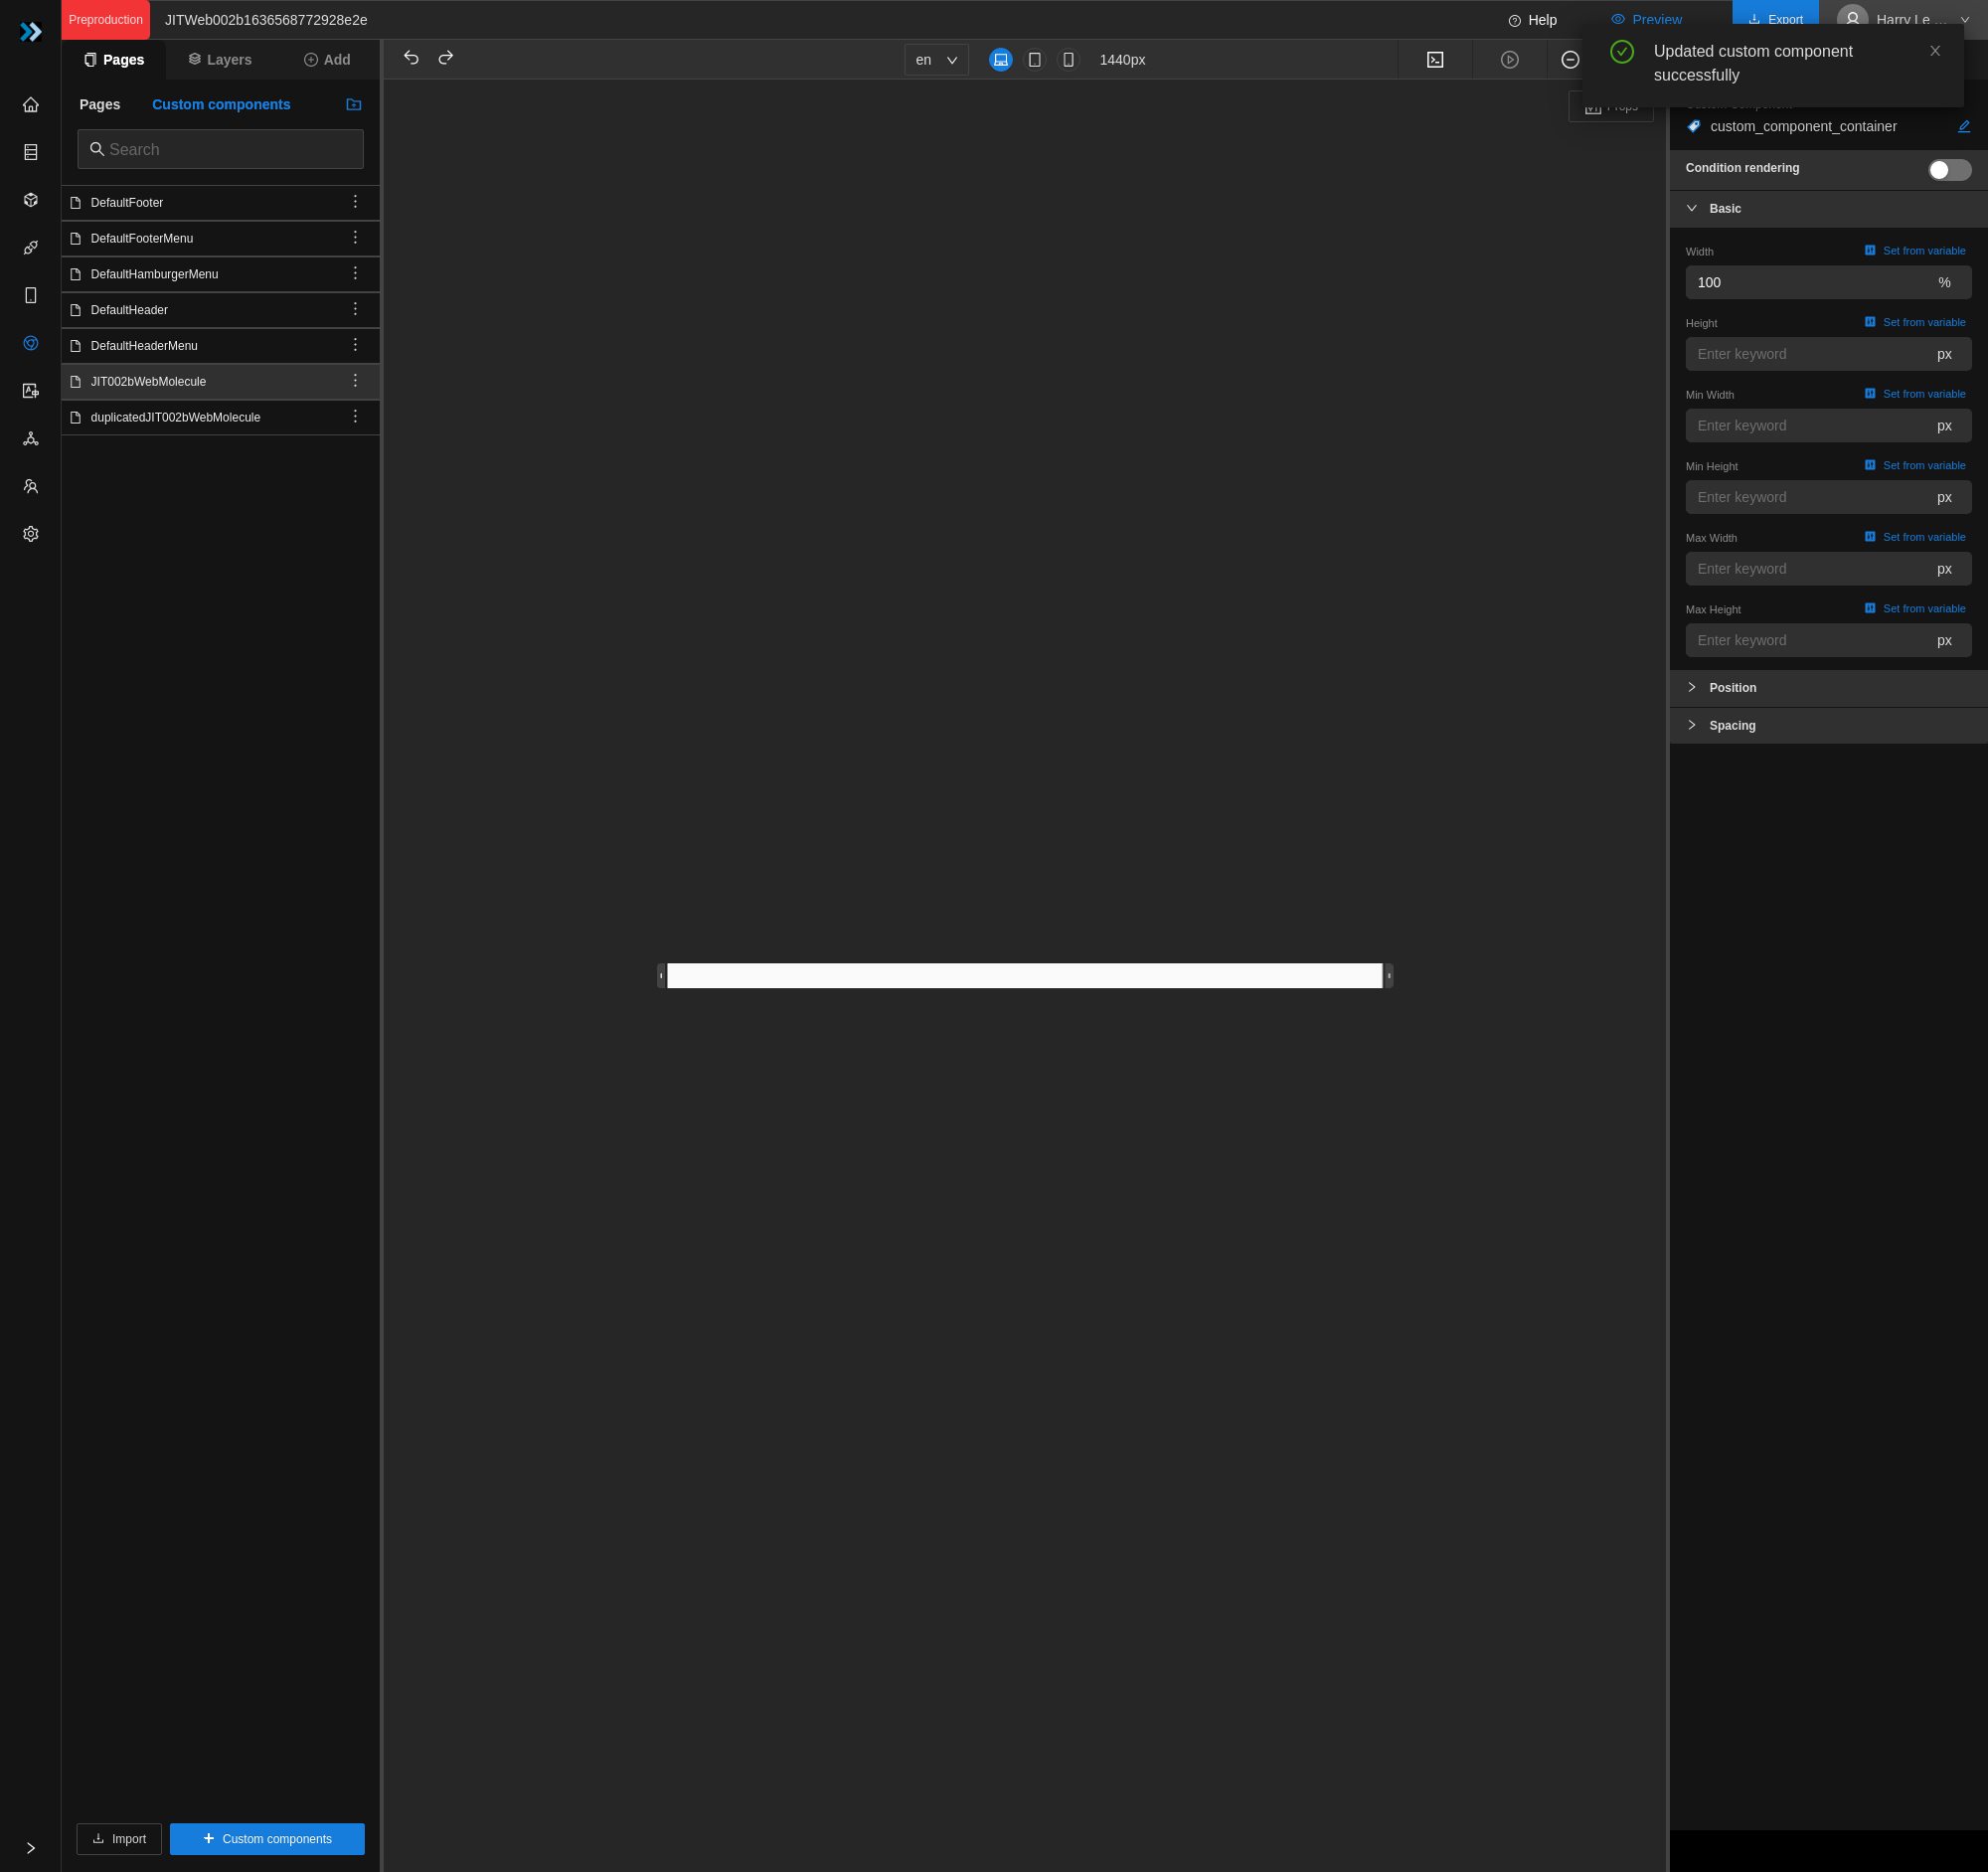 Preproduction
JITWeb002b1636568772928e2e
Help
Preview
Export
Harry Le ...
Updated custom component
successfully
Pages
Layers
Add
en
1440px
Pages
Custom components
Search
DefaultFooter
DefaultFooterMenu
DefaultHamburgerMenu
DefaultHeader
DefaultHeaderMenu
JIT002bWebMolecule
duplicatedJIT002bWebMolecule
Import
Custom components
Props
custom_component_container
Condition rendering
Basic
Width
Set from variable
100
%
Height
Set from variable
Enter keyword
px
Min Width
Set from variable
Enter keyword
px
Min Height
Set from variable
Enter keyword
px
Max Width
Set from variable
Enter keyword
px
Max Height
Set from variable
Enter keyword
px
Position
Spacing